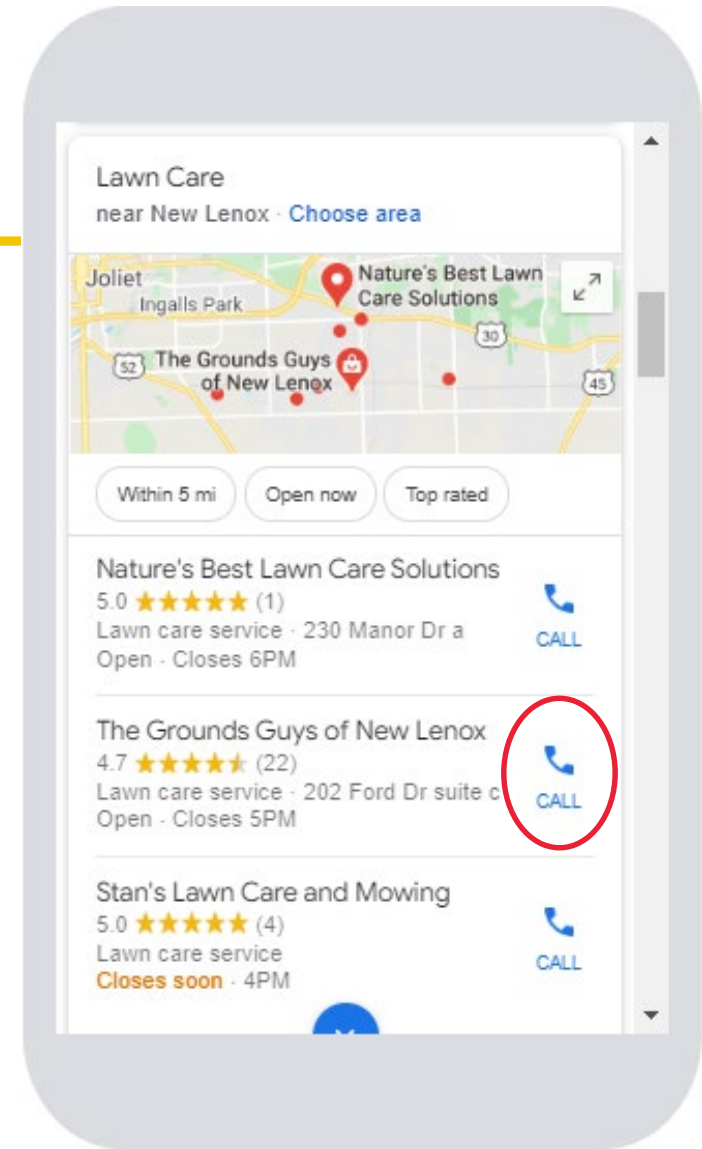 Lawn Care
near New Lenox · Choose area
Joliet
Ingalls Park
Nature's Best Lawn
Care Solutions
30
52
The Grounds Guys
of New Lenox
45
Within 5 mi
Open now
Top rated
Nature's Best Lawn Care Solutions
5.0 ★★★★★ (1)
Lawn care service · 230 Manor Dr a
Open · Closes 6PM
CALL
The Grounds Guys of New Lenox
4.7 ★★★★★ (22)
Lawn care service · 202 Ford Dr suite c
Open · Closes 5PM
CALL
Stan's Lawn Care and Mowing
5.0 ★★★★★ (4)
Lawn care service
Closes soon · 4PM
CALL